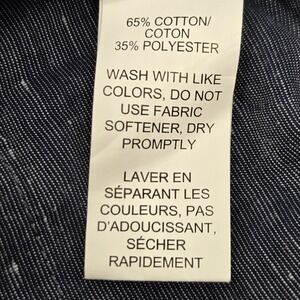 65% COTTON/
COTON
35% POLYESTER
WASH WITH LIKE
COLORS, DO NOT
USE FABRIC
SOFTENER, DRY
PROMPTLY
LAVER EN
SÉPARANT LES
COULEURS, PAS
D'ADOUCISSANT,
SÉCHER
RAPIDEMENT